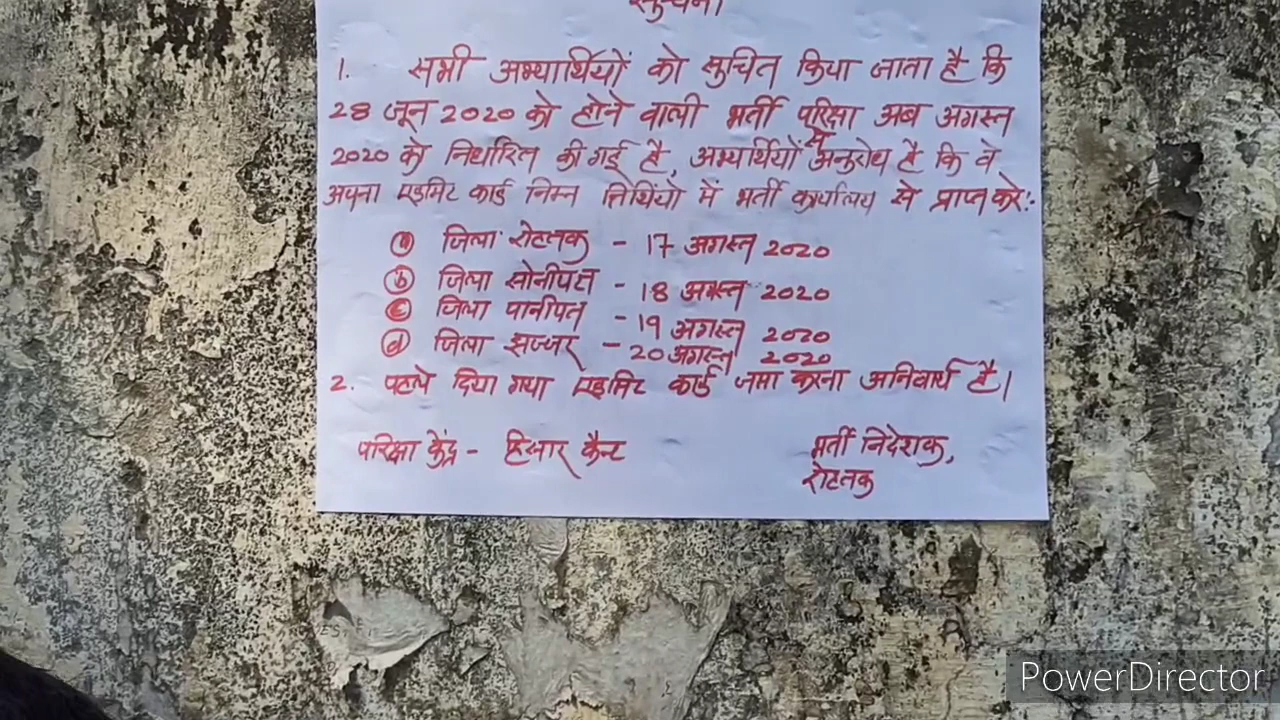 सुचना
1. सभी अभ्यार्थियों को सुचित किया जाता है कि
28 जून 2020 को होने वाली भर्ती परिक्षा अब अगस्त
2020 को निर्धारित की गई है, अभ्यर्थियों अनुरोध है कि वे
अपना एडमिट कार्ड निम्न तिथियों में भर्ती कार्यालय से प्राप्त करे:-
a जिला रोहतक - 17 अगस्त 2020
b जिला सोनीपत - 18 अगस्त 2020
c जिला पानीपत - 19 अगस्त 2020
d जिला झज्जर - 20 अगस्त 2020
2. पहले दिया गया एडमिट कार्ड जमा करना अनिवार्य है।
परिक्षा केंद्र - हिसार कैन्ट
भर्ती निदेशक,
रोहतक
PowerDirector